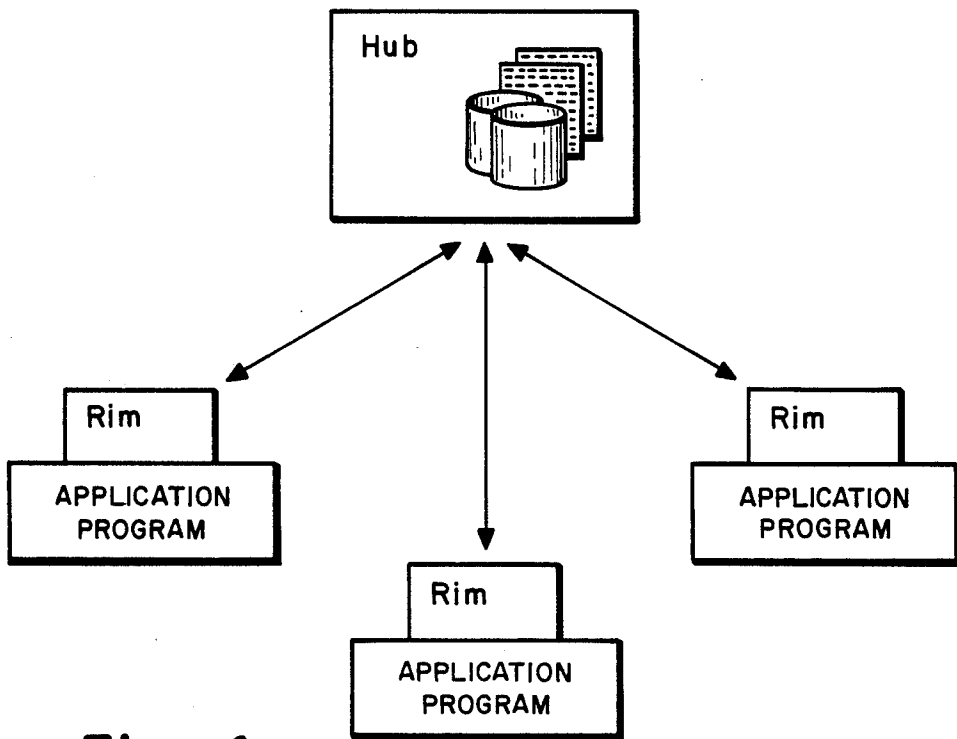 Hub
Rim
APPLICATION
PROGRAM
Rim
APPLICATION
PROGRAM
Rim
APPLICATION
PROGRAM